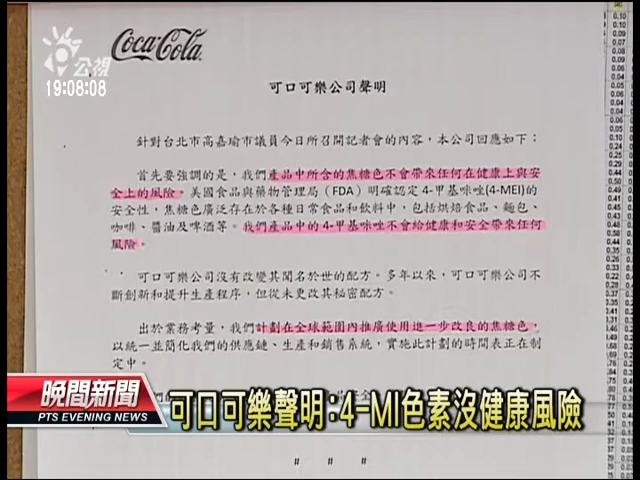 Coca-Cola
公視
19:08:08
可口可樂公司聲明
針對台北市高嘉瑜市議員今日所召開記者會的內容，本公司回應如下：
首先要強調的是，我們產品中所含的焦糖色不會帶來任何在健康上與安
全上的風險。美國食品與藥物管理局（FDA）明確認定 4-甲基咪唑(4-MEI)的
安全性，焦糖色廣泛存在於各種日常食品和飲料中，包括烘焙食品、麵包、
咖啡、醬油及啤酒等。我們產品中的 4-甲基咪唑不會給健康和安全帶來任何
風險。
可口可樂公司沒有改變其聞名於世的配方。多年以來，可口可樂公司不
斷創新和提升生產程序，但從未更改其秘密配方。
出於業務考量，我們計劃在全球範圍內推廣使用進一步改良的焦糖色，
以統一並簡化我們的供應鏈、生產和銷售系統，實施此計劃的時間表正在制
定中。
晚間新聞
PTS EVENING NEWS
可口可樂聲明:4-MI色素沒健康風險
# # #